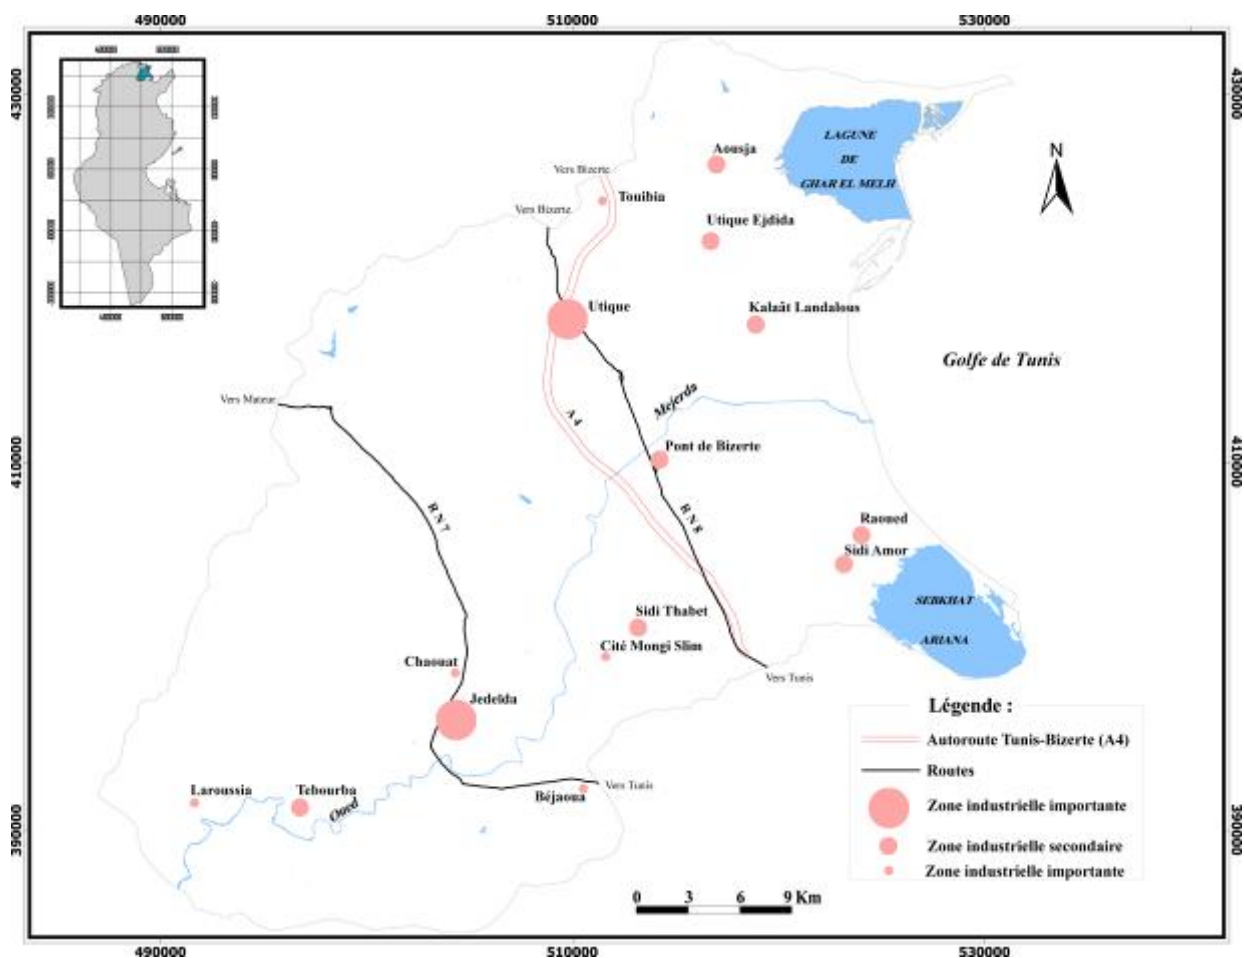 490000
510000
530000
430000
430000
LAGUNE
DE
GHAR EL MELH
Aousja
N
Vers Bizerte
Touibia
Vers Bizerte
Utique Ejdida
Utique
Kalaât Landalous
Golfe de Tunis
Mejerda
Vers Mateur
A 4
Pont de Bizerte
410000
410000
RN7
RN8
Raoued
Sidi Amor
SEBKHAT
ARIANA
Sidi Thabet
Cité Mongi Slim
Chaouat
Vers Tunis
Jedeïda
Légende :
Autoroute Tunis-Bizerte (A4)
Routes
Zone industrielle importante
Zone industrielle secondaire
Zone industrielle importante
Laroussia
Tebourba
Oued
Béjaoua
Vers Tunis
390000
390000
0 3 6 9 Km
490000
510000
530000